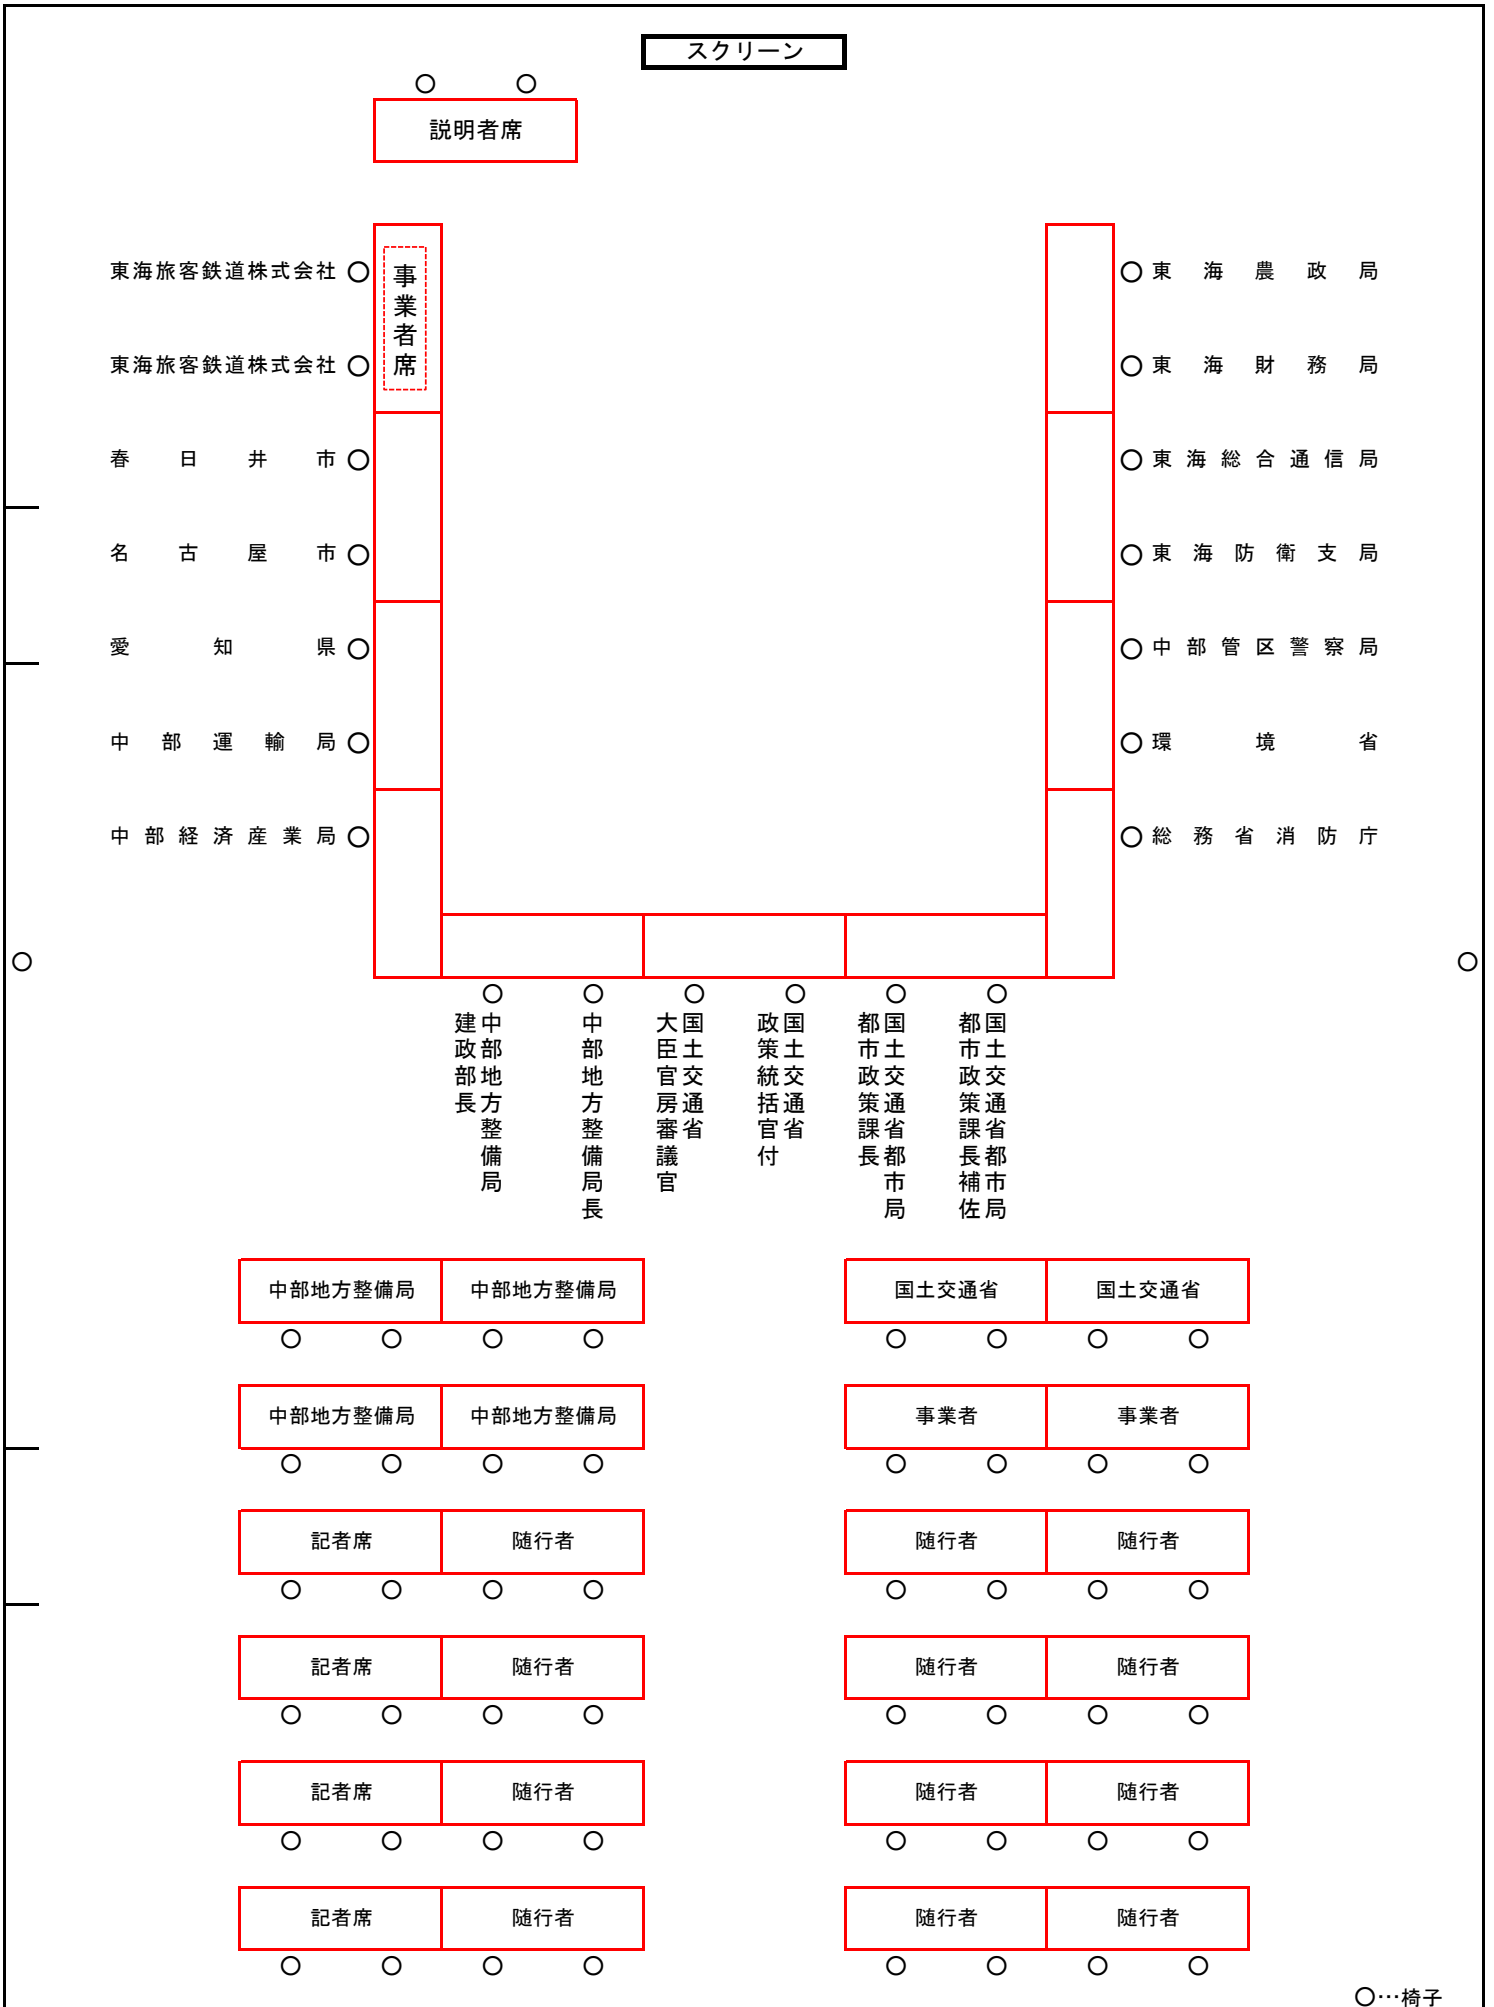 スクリーン
説明者席
事業者席
東海旅客鉄道株式会社
東海旅客鉄道株式会社
春日井市
名古屋市
愛知県
中部運輸局
中部経済産業局
東海農政局
東海財務局
東海総合通信局
東海防衛支局
中部管区警察局
環境省
総務省消防庁
中部地方整備局
建政部長
中部地方整備局長
国土交通省
大臣官房審議官
国土交通省
政策統括官付
国土交通省都市局
都市政策課長
国土交通省都市局
都市政策課長補佐
中部地方整備局 中部地方整備局 国土交通省 国土交通省
中部地方整備局 中部地方整備局 事業者 事業者
記者席 随行者 随行者 随行者
記者席 随行者 随行者 随行者
記者席 随行者 随行者 随行者
記者席 随行者 随行者 随行者
○…椅子